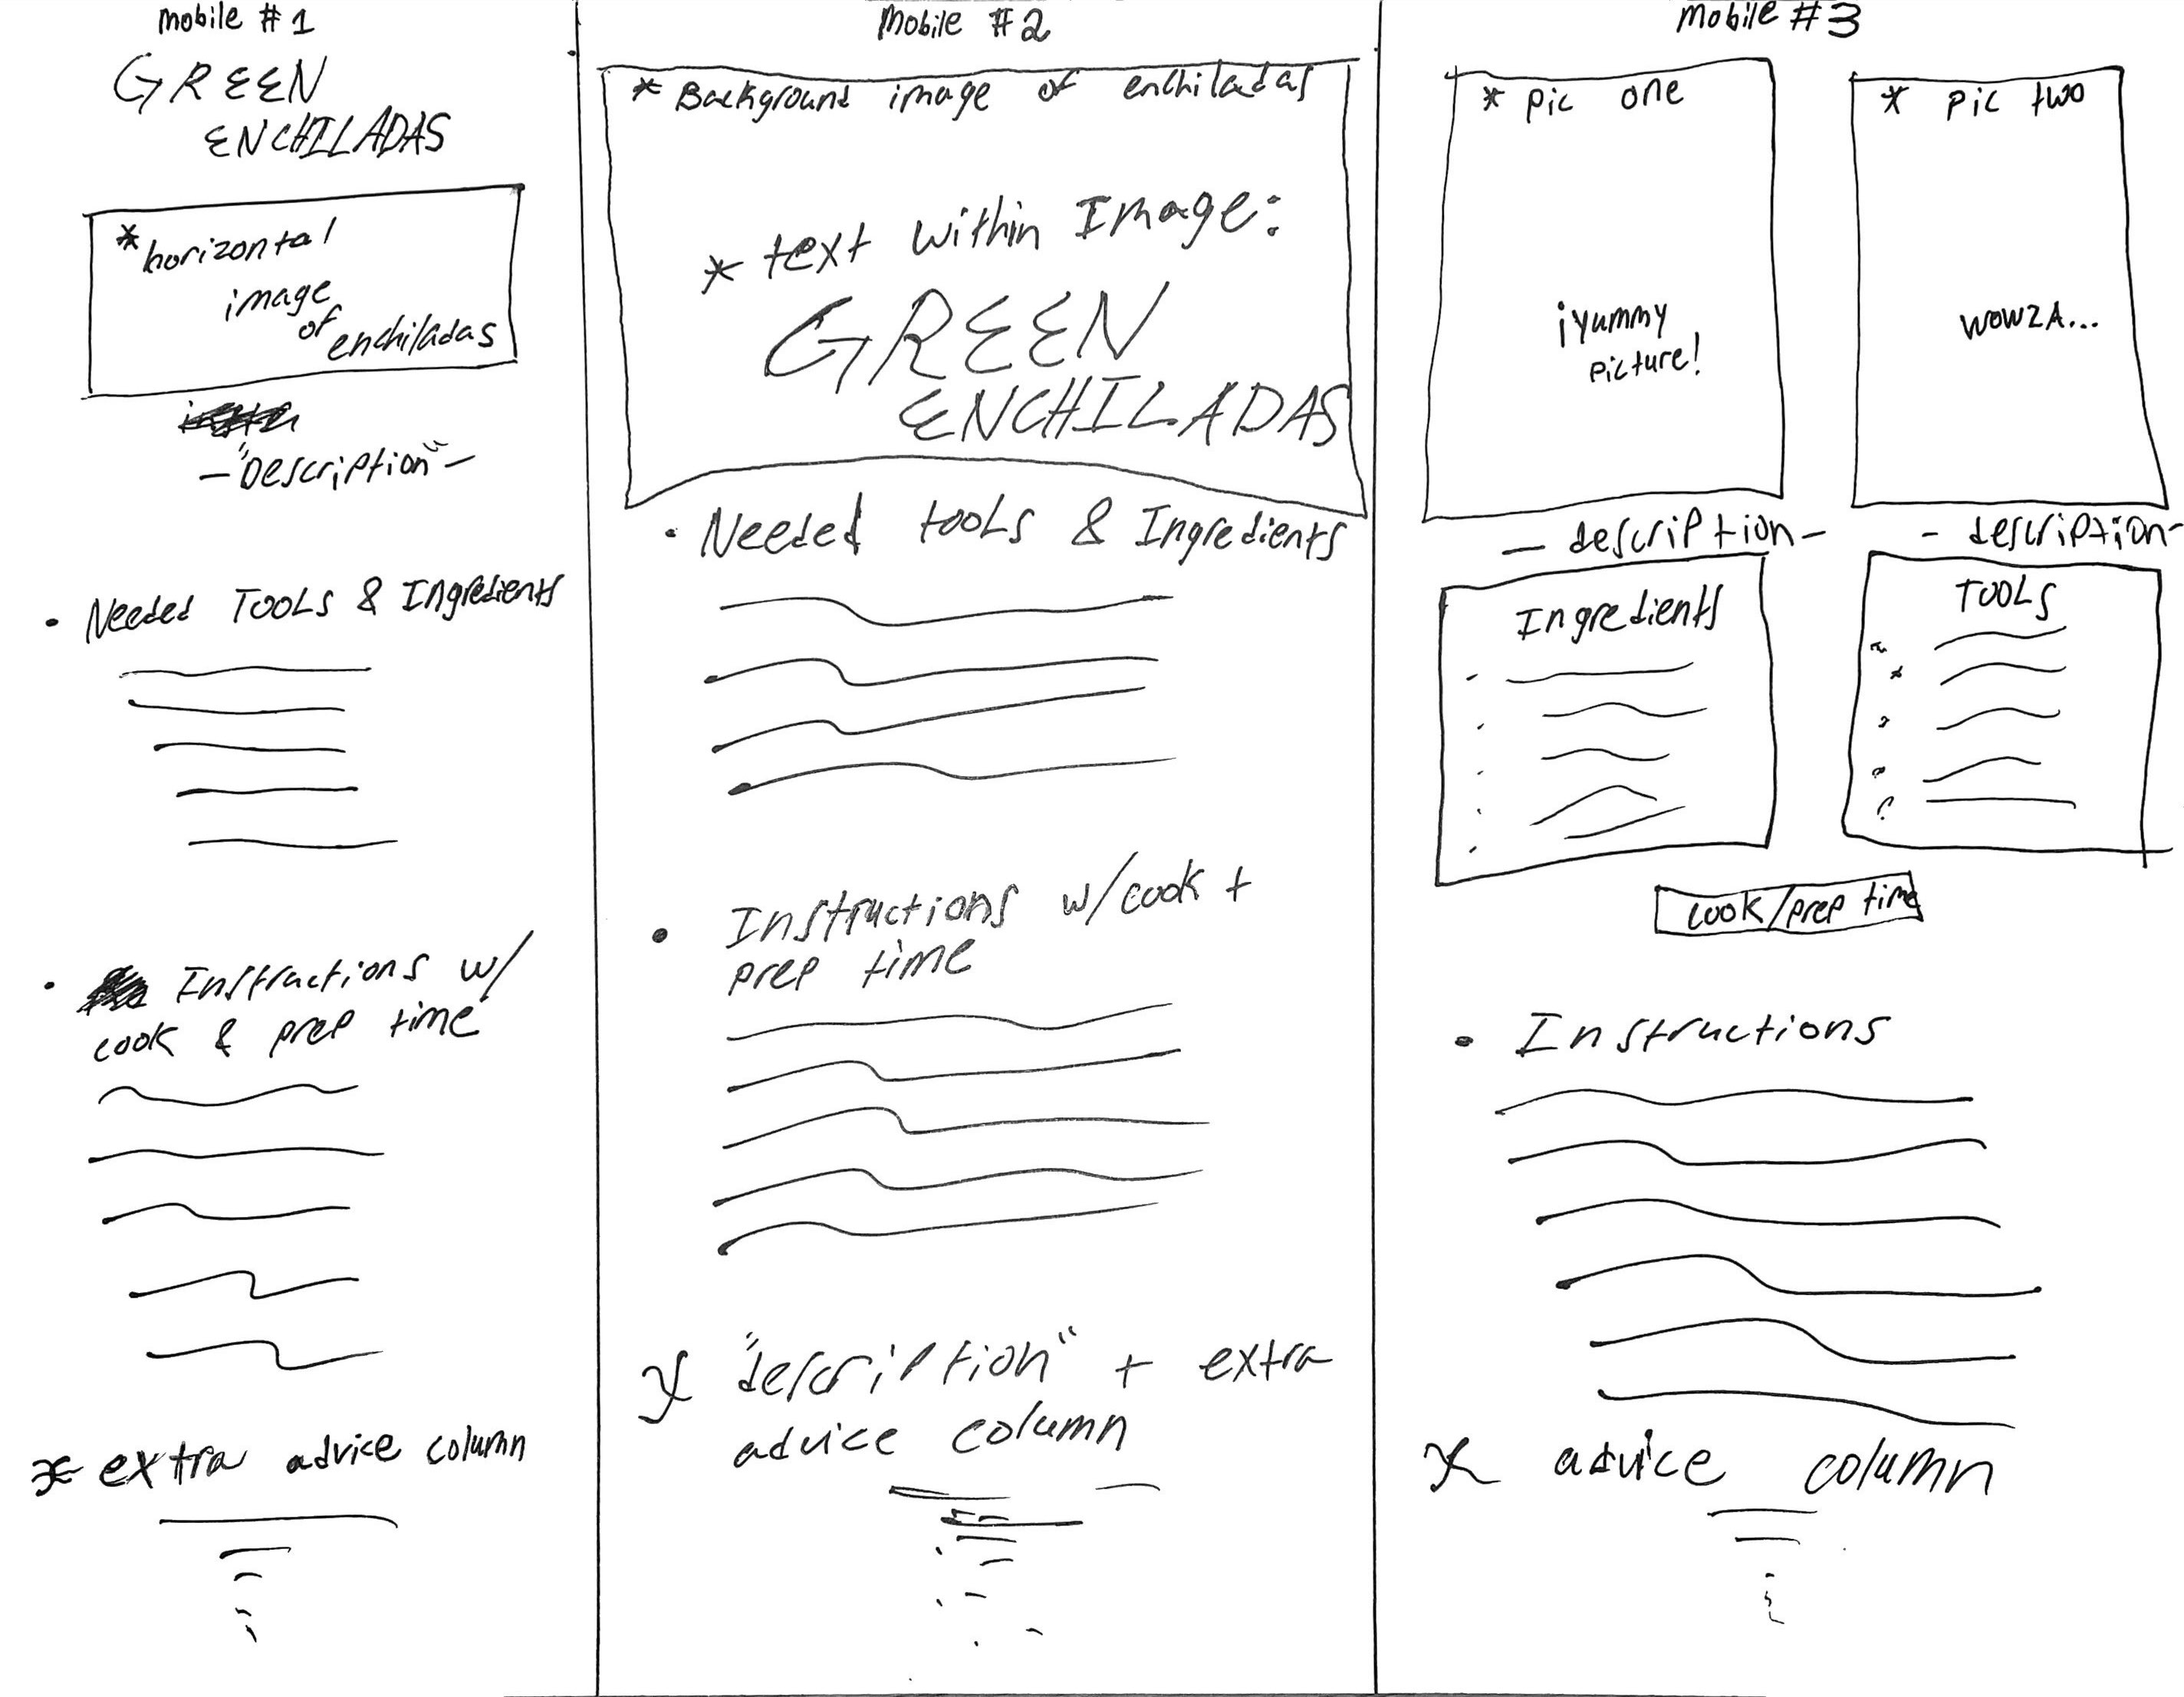 mobile #1
GREEN
ENCHILADAS
*horizontal
image
of
enchiladas
-"Description"-
• Needed TOOLS & Ingredients
• Instructions w/
cook & prep time
* extra advice column
Mobile #2
* Background image of enchiladas
* text within Image:
GREEN
ENCHILADAS
• Needed tools & Ingredients
• Instructions w/cook +
prep time
* "description" + extra
advice column
Mobile #3
* pic one
¡yummy
picture!
- description-
* pic two
wowza...
- description-
Ingredients
TOOLS
cook/prep time
• Instructions
* advice column